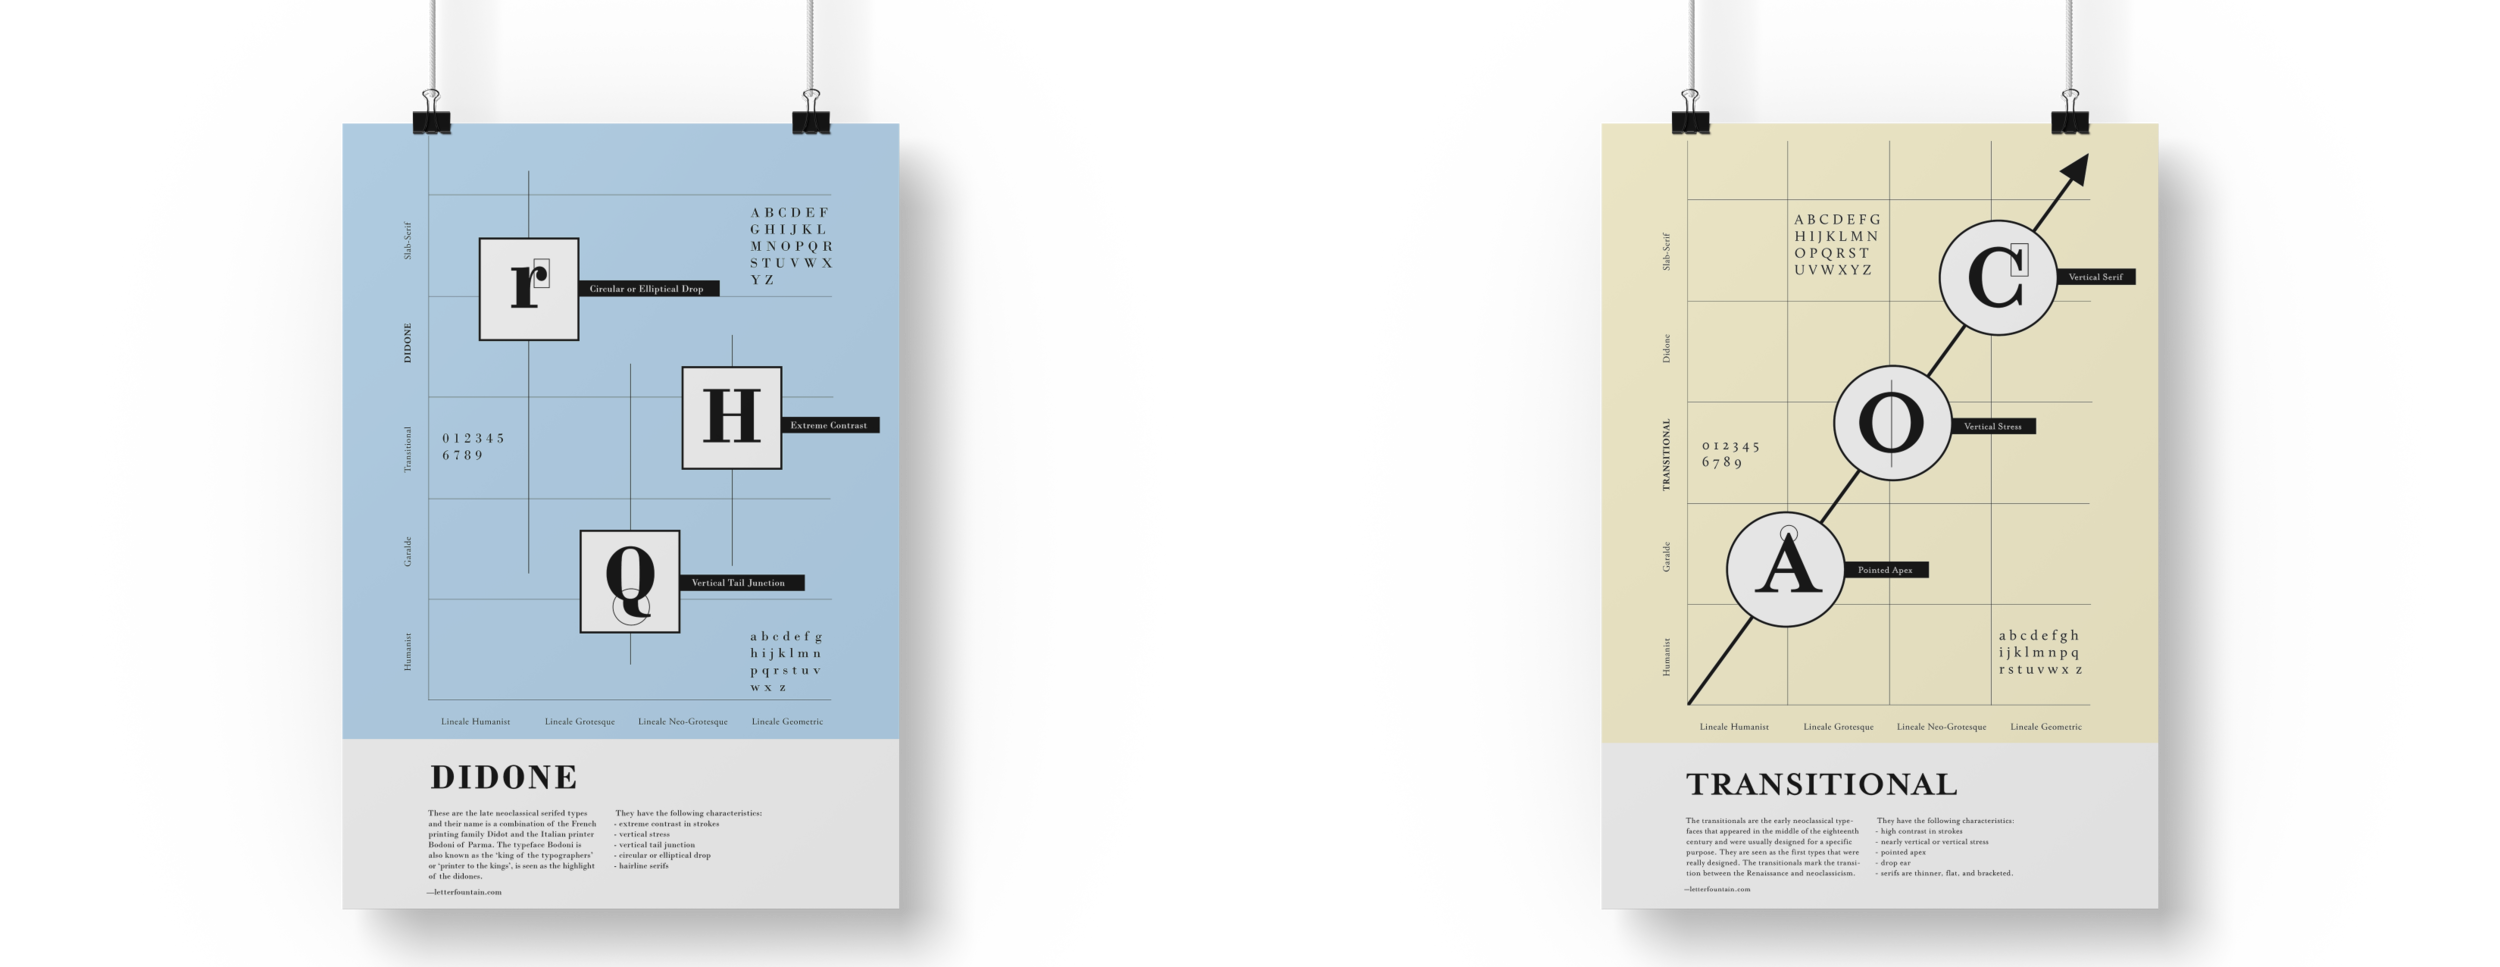 Slab-Serif
DIDONE
Transitional
Garalde
Humanist
A B C D E F
G H I J K L
M N O P Q R
S T U V W X
Y Z
r
Circular or Elliptical Drop
H
Extreme Contrast
0 1 2 3 4 5
6 7 8 9
Q
Vertical Tail Junction
a b c d e f g
h i j k l m n
p q r s t u v
w x z
Lineale Humanist
Lineale Grotesque
Lineale Neo-Grotesque
Lineale Geometric
DIDONE
These are the late neoclassical serifed types
and their name is a combination of the French
printing family Didot and the Italian printer
Bodoni of Parma. The typeface Bodoni is
also known as the 'king of the typographers'
or 'printer to the kings', is seen as the highlight
of the didones.
—letterfountain.com
They have the following characteristics:
- extreme contrast in strokes
- vertical stress
- vertical tail junction
- circular or elliptical drop
- hairline serifs
Slab-Serif
Didone
TRANSITIONAL
Garalde
Humanist
A B C D E F G
H I J K L M N
O P Q R S T
U V W X Y Z
C
Vertical Serif
O
Vertical Stress
0 1 2 3 4 5
6 7 8 9
A
Pointed Apex
a b c d e f g h
i j k l m n p q
r s t u v w x z
Lineale Humanist
Lineale Grotesque
Lineale Neo-Grotesque
Lineale Geometric
TRANSITIONAL
The transitionals are the early neoclassical type-
faces that appeared in the middle of the eighteenth
century and were usually designed for a specific
purpose. They are seen as the first types that were
really designed. The transitionals mark the transi-
tion between the Renaissance and neoclassicism.
—letterfountain.com
They have the following characteristics:
- high contrast in strokes
- nearly vertical or vertical stress
- pointed apex
- drop ear
- serifs are thinner, flat, and bracketed.